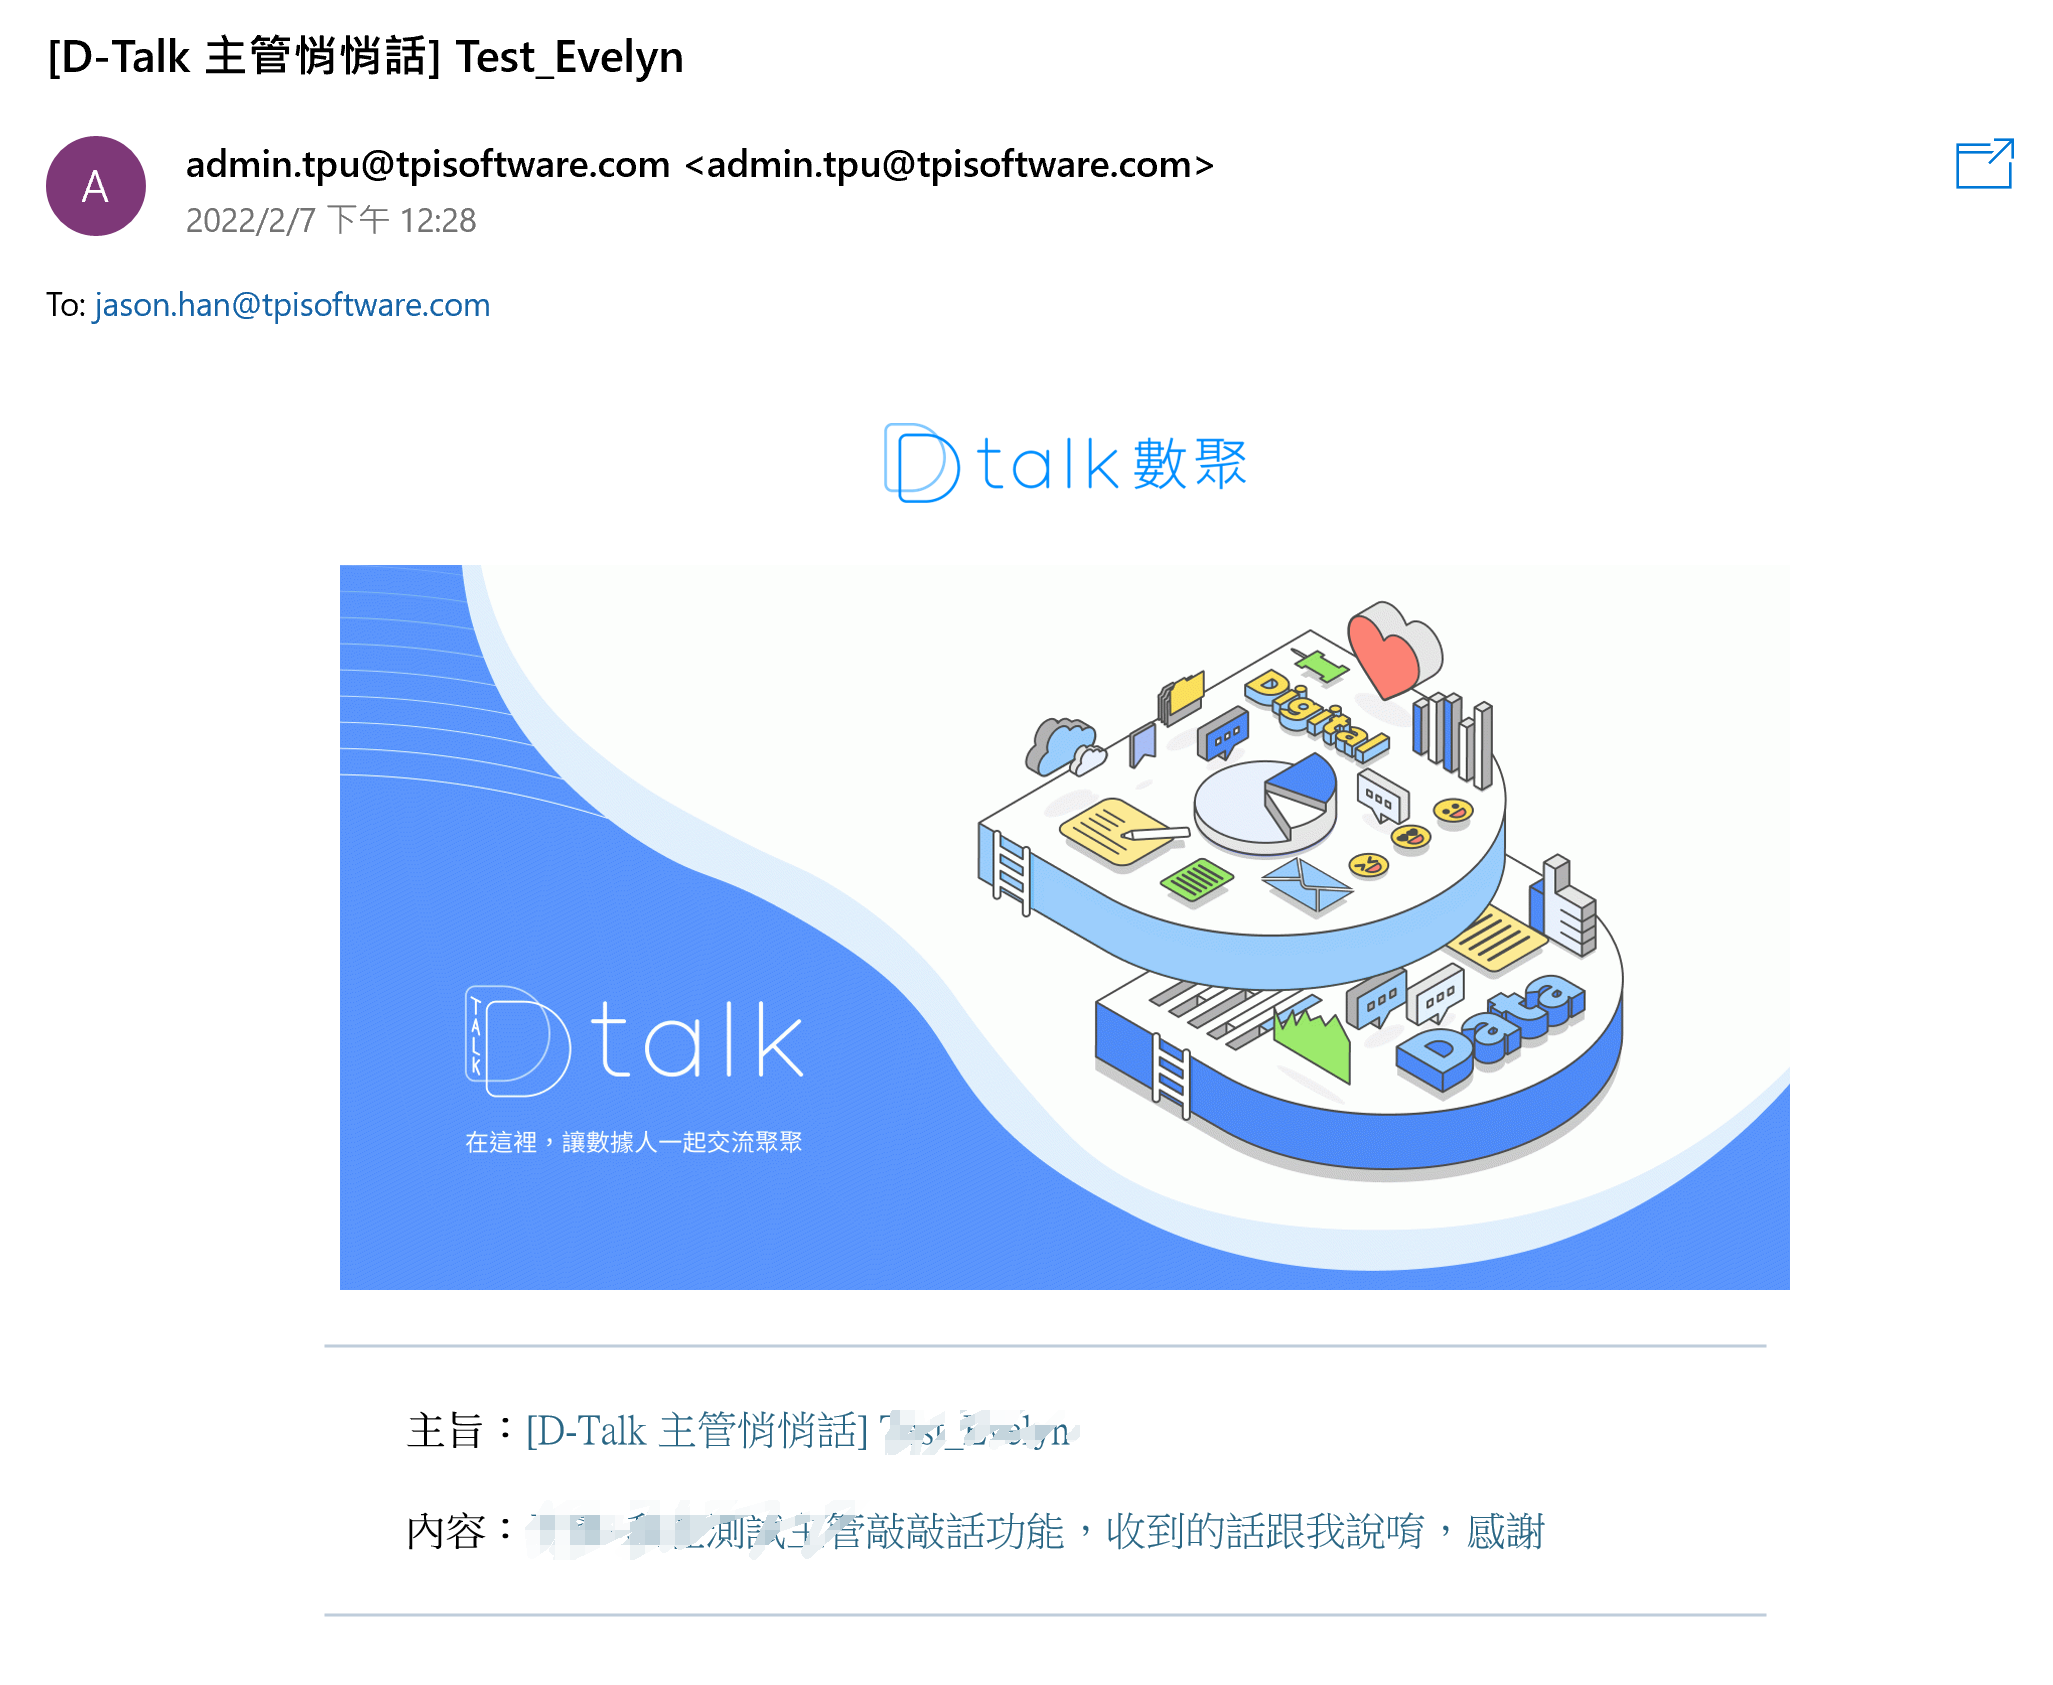 [D-Talk 主管悄悄話] Test_Evelyn
A
admin.tpu@tpisoftware.com <admin.tpu@tpisoftware.com>
2022/2/7 下午 12:28
To: jason.han@tpisoftware.com
D talk 數聚
Digital
Data
TALK
D talk
在這裡，讓數據人一起交流聚聚
主旨：[D-Talk 主管悄悄話] Test_Evelyn
內容：測試主管敲敲話功能，收到的話跟我說唷，感謝